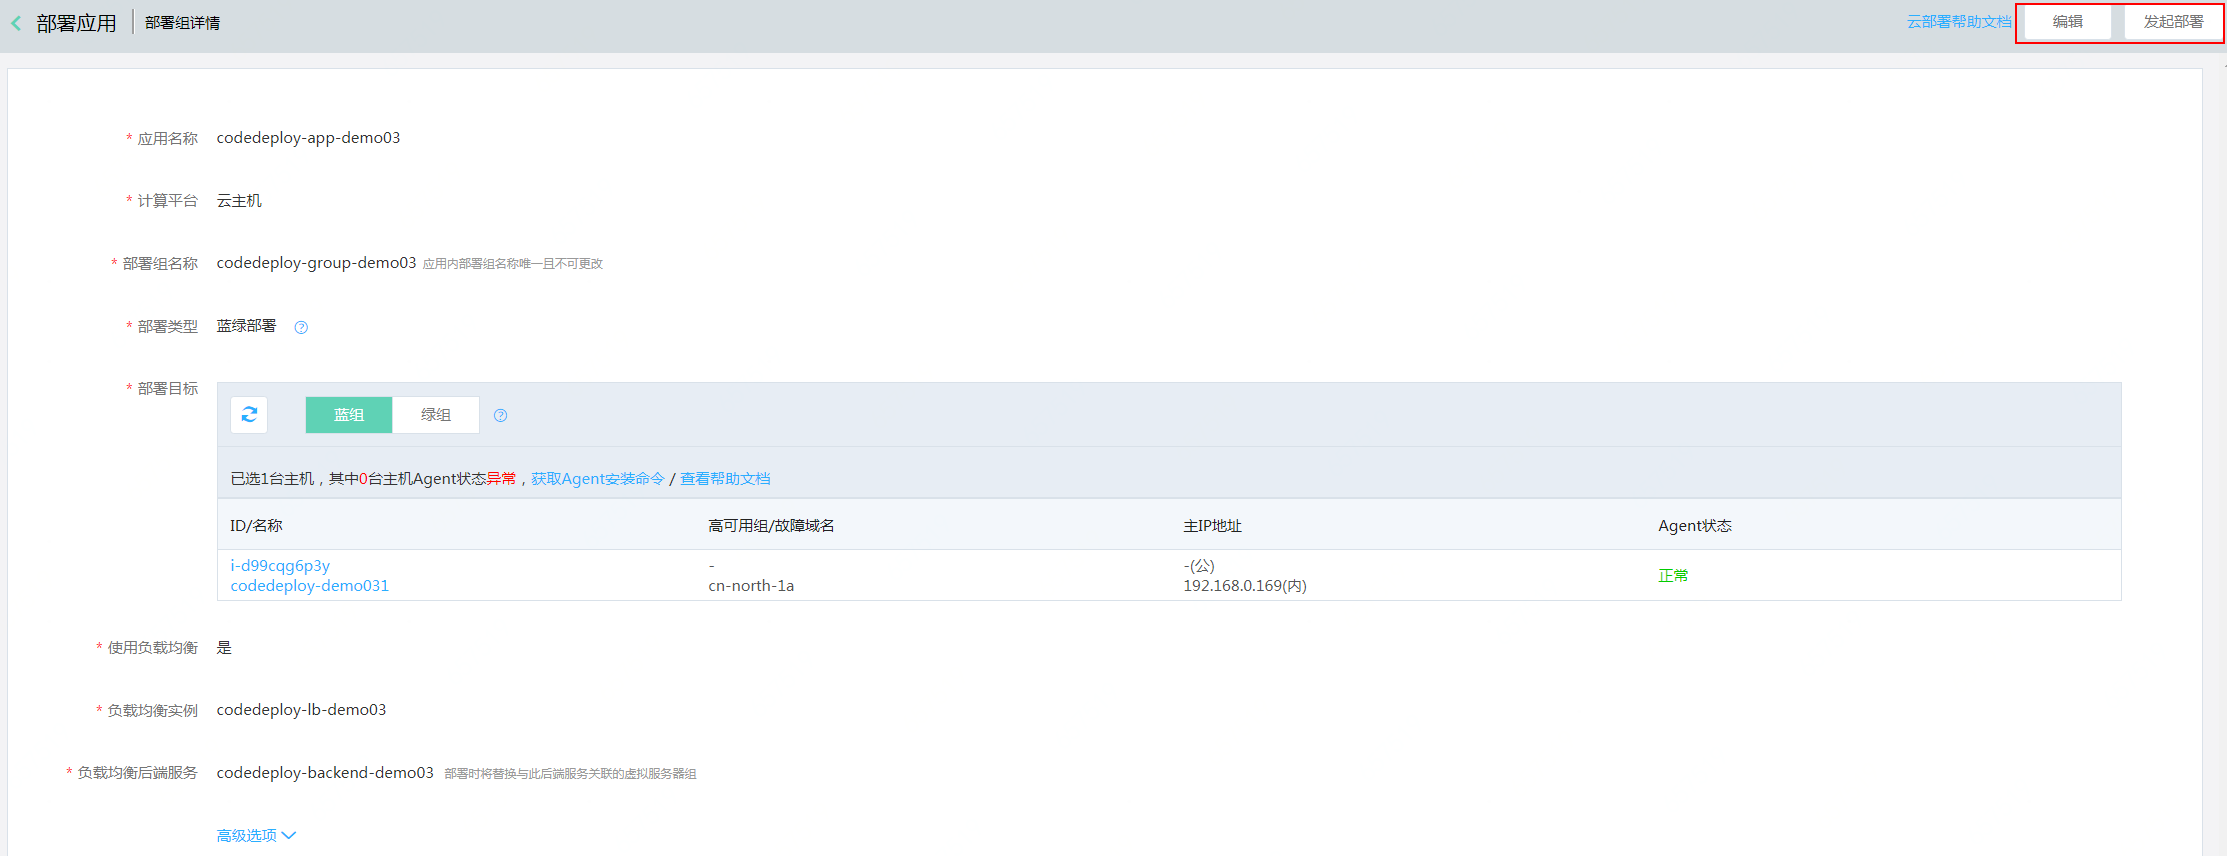 部署应用 部署组详情 云部署帮助文档 编辑 发起部署
* 应用名称 codedeploy-app-demo03
* 计算平台 云主机
* 部署组名称 codedeploy-group-demo03 应用内部署组名称唯一且不可更改
* 部署类型 蓝绿部署 ?
* 部署目标
蓝组 绿组 ?
已选1台主机，其中0台主机Agent状态异常，获取Agent安装命令 / 查看帮助文档
ID/名称 高可用组/故障域名 主IP地址 Agent状态
i-d99cqg6p3y - -(公)
codedeploy-demo031 cn-north-1a 192.168.0.169(内)
正常
* 使用负载均衡 是
* 负载均衡实例 codedeploy-lb-demo03
* 负载均衡后端服务 codedeploy-backend-demo03 部署时将替换与此后端服务关联的虚拟服务器组
高级选项